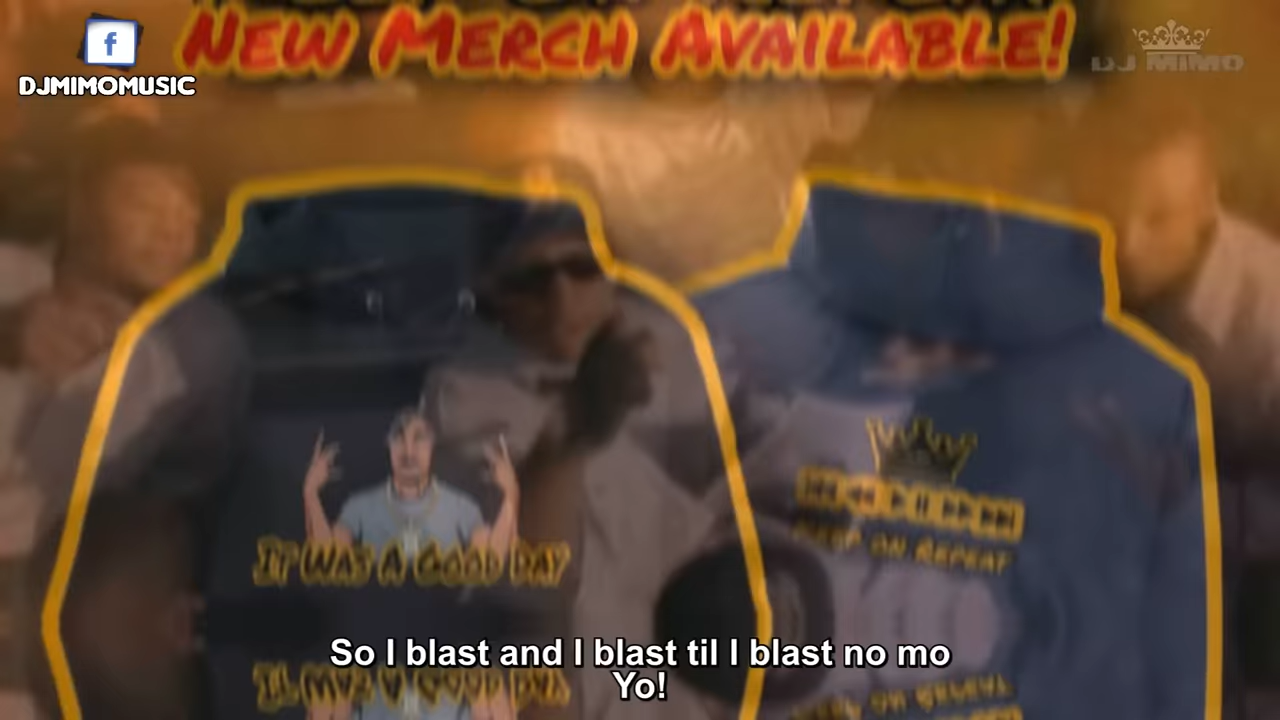 New Merch Available!
f
DJMIMOMUSIC
DJ MIMO
It Was A Good Day
KEEP ON REPEAT
So I blast and I blast til I blast no mo
Yo!